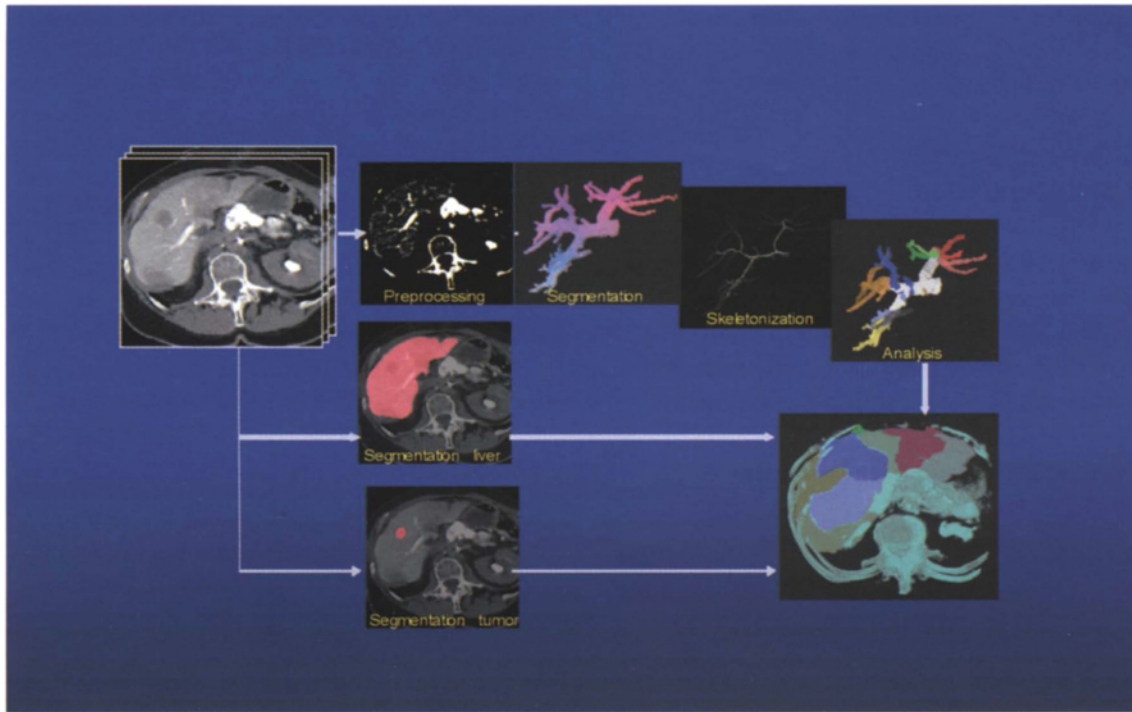 Preprocessing
Segmentation
Skeletonization
Analysis
Segmentation liver
Segmentation tumor